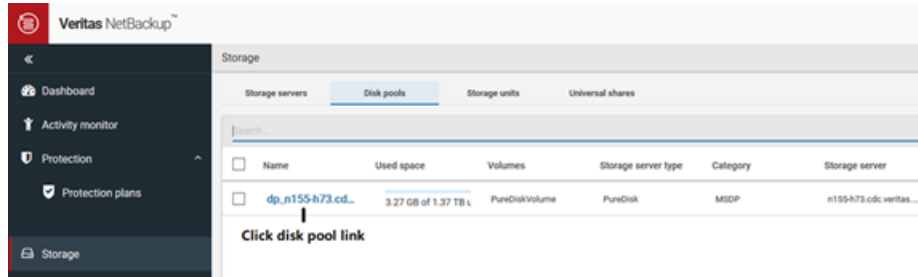 Veritas NetBackup™
«
Storage
Dashboard
Storage servers Disk pools Storage units Universal shares
Activity monitor
Search...
Protection
Name Used space Volumes Storage server type Category Storage server
Protection plans
dp_n155-h73.cd... 3.27 GB of 1.37 TB u PureDiskVolume PureDisk MSDP n155-h73.cdc.veritas...
Click disk pool link
Storage